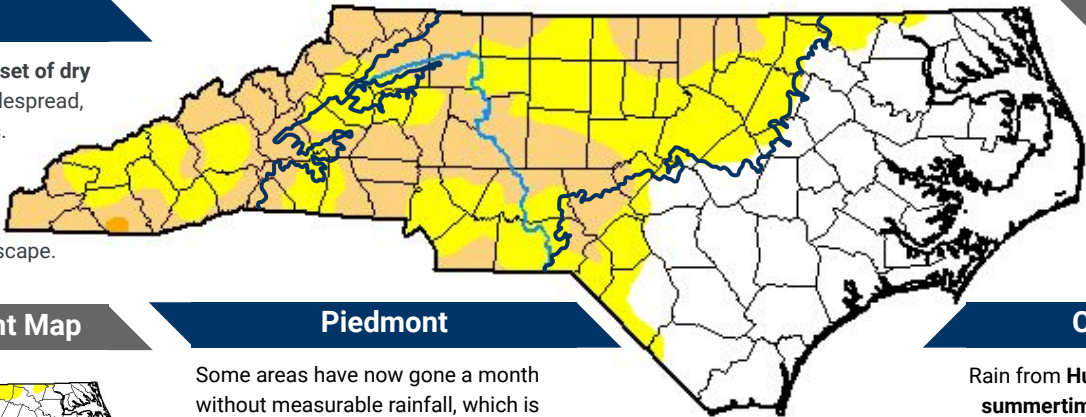 set of dry
lespread,
scape.
nt Map
Piedmont
Some areas have now gone a month
without measurable rainfall, which is
Rain from Hu
summertim